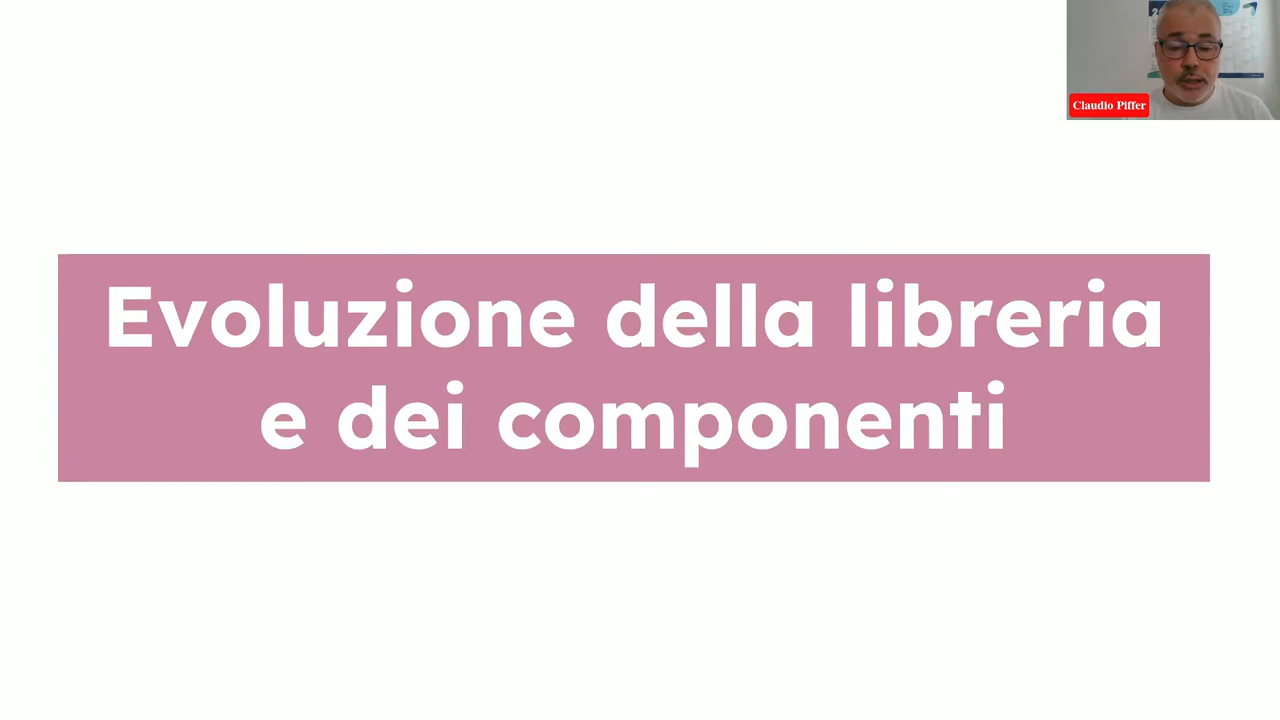 Claudio Piffer
Evoluzione della libreria
e dei componenti